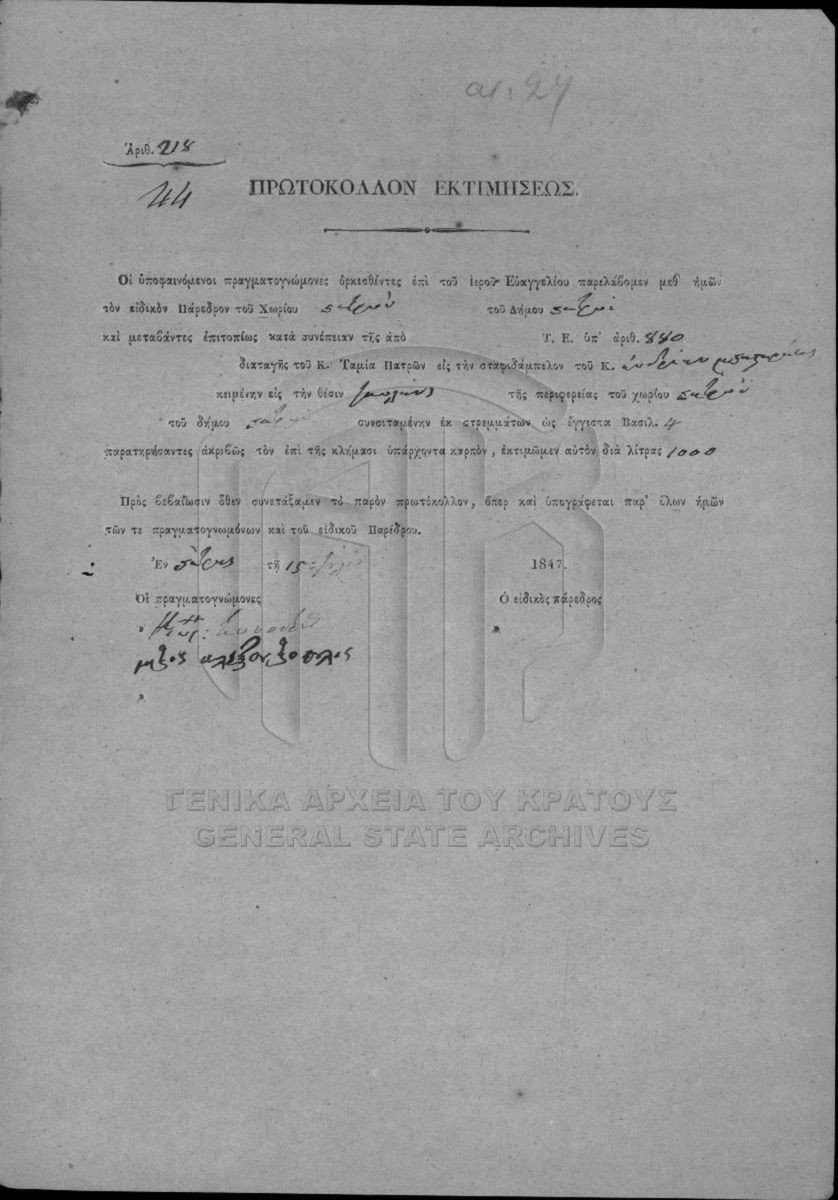 αρ: 27
Ἀριθ. 218
44
ΠΡΩΤΟΚΟΛΛΟΝ ΕΚΤΙΜΗΣΕΩΣ.
Οἱ ὑποφαινόμενοι πραγματογνώμονες ὁρκισθέντες ἐπὶ τοῦ ἱεροῦ Εὐαγγελίου παρελάβομεν μεθ' ἡμῶν
τὸν εἰδικὸν Πάρεδρον τοῦ Χωρίου τοῦ Δήμου
καὶ μεταβάντες ἐπιτοπίως κατὰ συνέπειαν τῆς ἀπὸ Τ. Ε. ὑπ' ἀριθ. 880
διαταγῆς τοῦ Κ. Ταμία Πατρῶν εἰς τὴν σταφιδάμπελον τοῦ Κ.
κειμένην εἰς τὴν θέσιν τῆς περιφερείας τοῦ χωρίου
τοῦ δήμου συνσιταμένην ἐκ στρεμμάτων ὡς ἔγγιστα Βασιλ. 4
παρατηρήσαντες ἀκριβῶς τὸν ἐπὶ τῆς κλήμασι ὑπάρχοντα καρπὸν, ἐκτιμῶμεν αὐτὸν διὰ λίτρας 1000
Πρὸς βεβαίωσιν ὅθεν συνετάξαμεν τὸ παρὸν πρωτόκολλον, ὅπερ καὶ ὑπογράφεται παρ' ὅλων ἡμῶν
τῶν τε πραγματογνωμόνων καὶ τοῦ εἰδικοῦ Παρέδρου.
Ἐν τῇ 15 1847.
Οἱ πραγματογνώμονες Ὁ εἰδικὸς πάρεδρος
ΓΕΝΙΚΑ ΑΡΧΕΙΑ ΤΟΥ ΚΡΑΤΟΥΣ
GENERAL STATE ARCHIVES